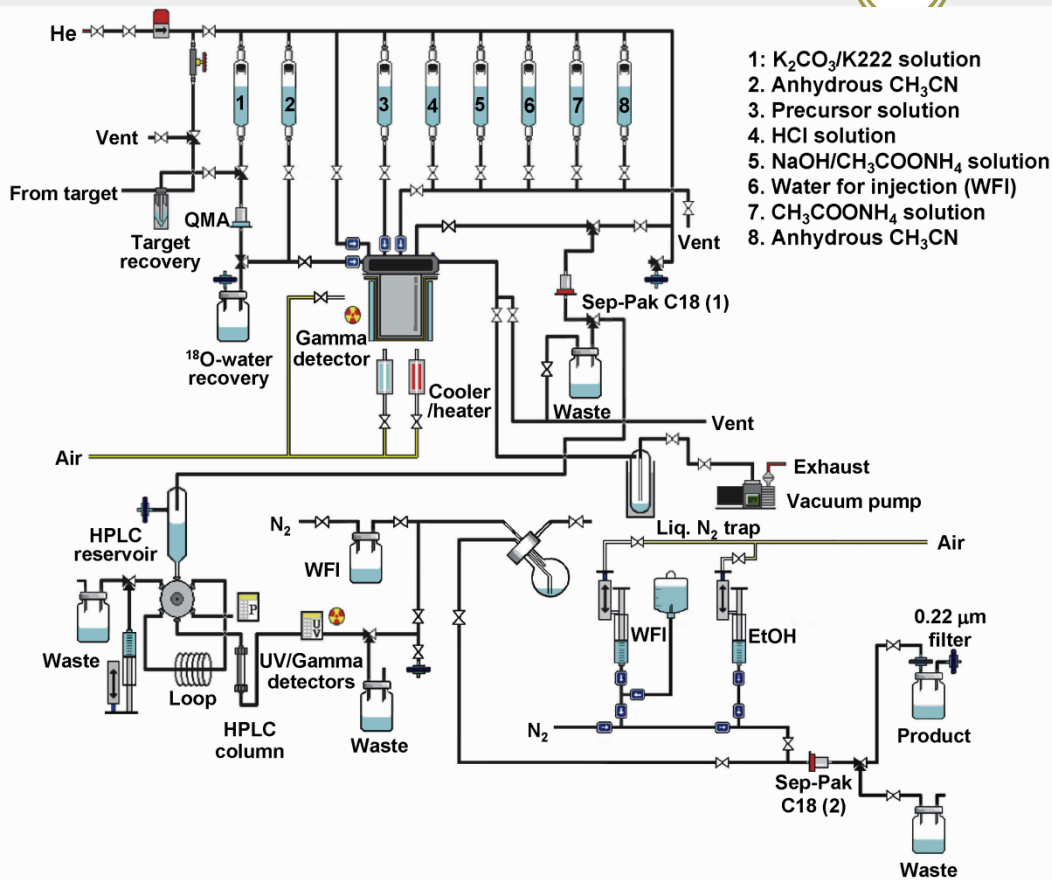 He
1: K₂CO₃/K222 solution
2. Anhydrous CH₃CN
3. Precursor solution
4. HCl solution
5. NaOH/CH₃COONH₄ solution
6. Water for injection (WFI)
7. CH₃COONH₄ solution
8. Anhydrous CH₃CN
1
2
3
4
5
6
7
8
Vent
From target
QMA
Target
recovery
Vent
Sep-Pak C18 (1)
¹⁸O-water
recovery
Gamma
detector
Cooler
/heater
Waste
Vent
Air
Exhaust
Vacuum pump
Liq. N₂ trap
HPLC
reservoir
N₂
WFI
Air
Waste
P
Loop
HPLC
column
U
V
UV/Gamma
detectors
Waste
WFI
EtOH
0.22 μm
filter
N₂
Product
Sep-Pak
C18 (2)
Waste